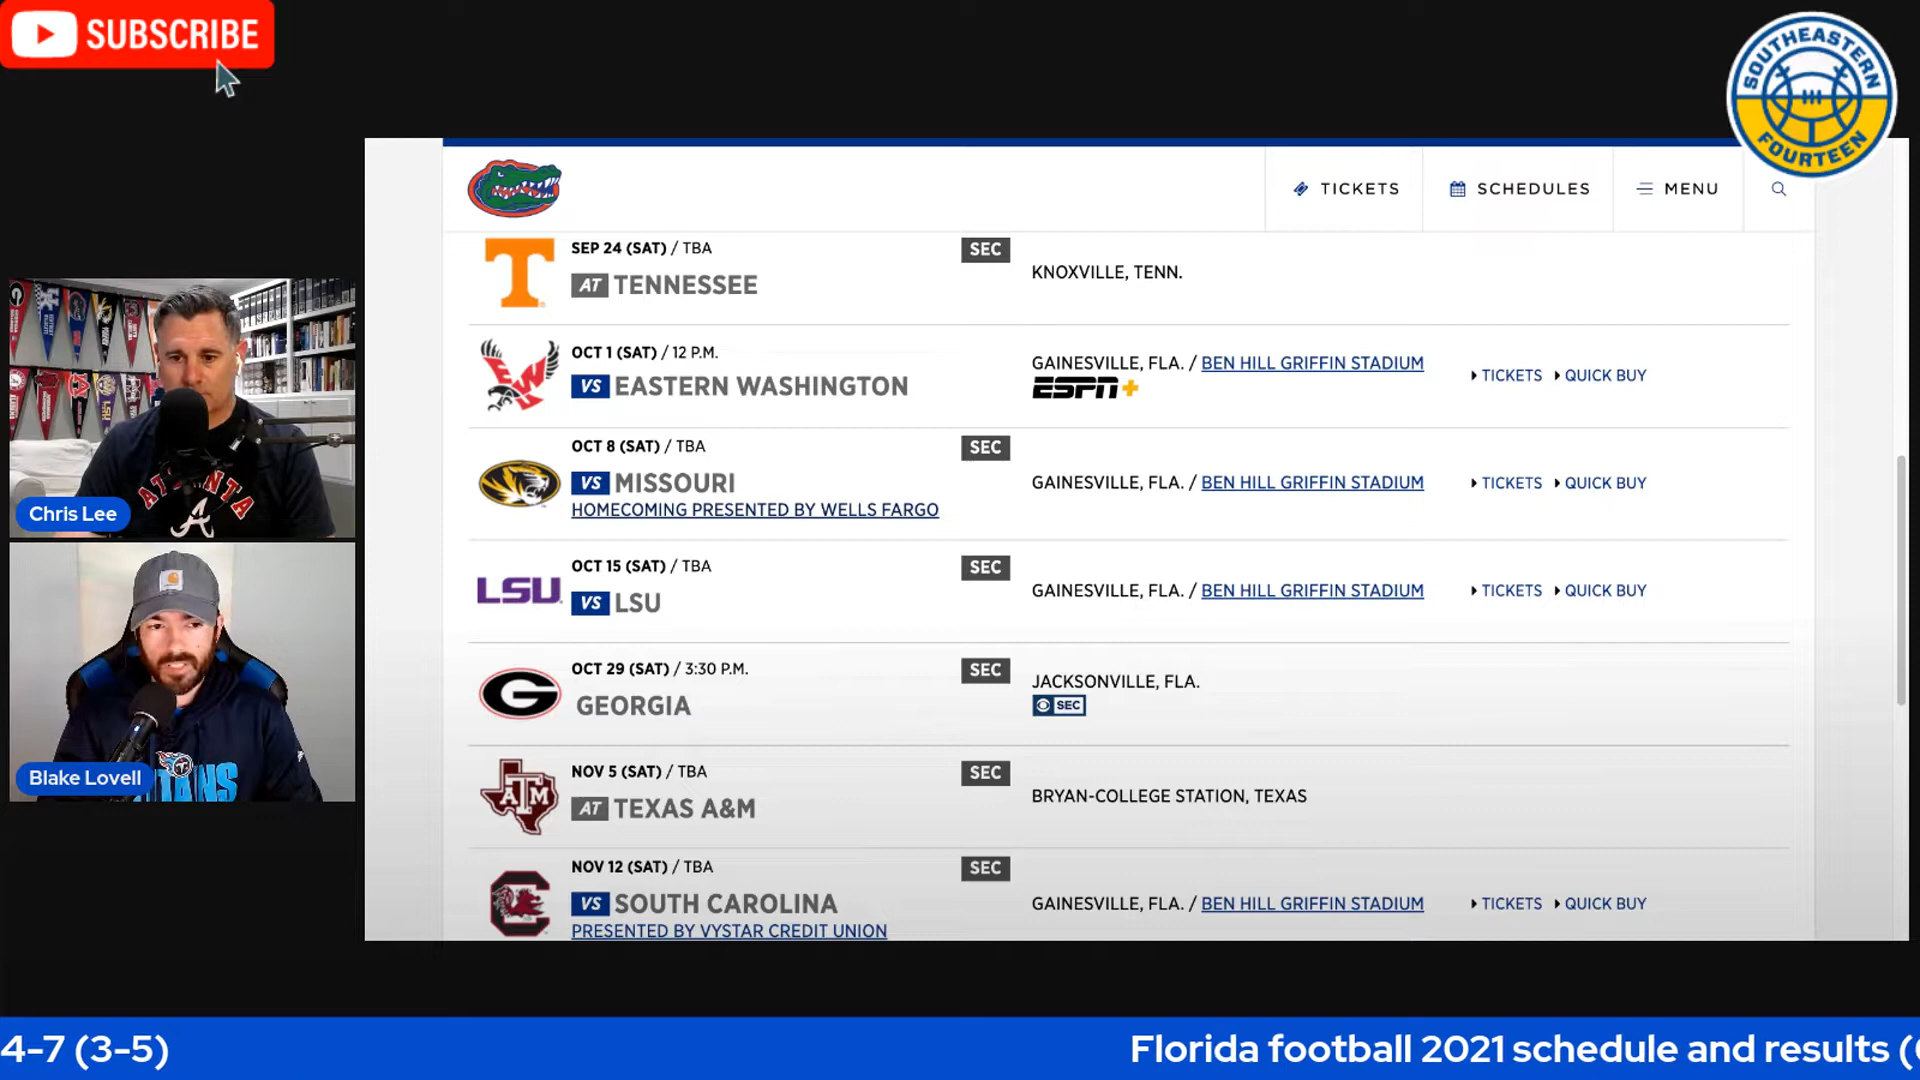 SUBSCRIBE
SOUTHEASTERN
FOURTEEN
TICKETS
SCHEDULES
MENU
SEP 24 (SAT) / TBA
SEC
AT TENNESSEE
KNOXVILLE, TENN.
OCT 1 (SAT) / 12 P.M.
VS EASTERN WASHINGTON
GAINESVILLE, FLA. / BEN HILL GRIFFIN STADIUM
ESPN+
TICKETS QUICK BUY
OCT 8 (SAT) / TBA
SEC
VS MISSOURI
HOMECOMING PRESENTED BY WELLS FARGO
GAINESVILLE, FLA. / BEN HILL GRIFFIN STADIUM
TICKETS QUICK BUY
OCT 15 (SAT) / TBA
SEC
LSU
VS LSU
GAINESVILLE, FLA. / BEN HILL GRIFFIN STADIUM
TICKETS QUICK BUY
OCT 29 (SAT) / 3:30 P.M.
SEC
G
GEORGIA
JACKSONVILLE, FLA.
SEC
NOV 5 (SAT) / TBA
SEC
ATM
AT TEXAS A&M
BRYAN-COLLEGE STATION, TEXAS
NOV 12 (SAT) / TBA
SEC
VS SOUTH CAROLINA
PRESENTED BY VYSTAR CREDIT UNION
GAINESVILLE, FLA. / BEN HILL GRIFFIN STADIUM
TICKETS QUICK BUY
Chris Lee
Blake Lovell
4-7 (3-5)
Florida football 2021 schedule and results (